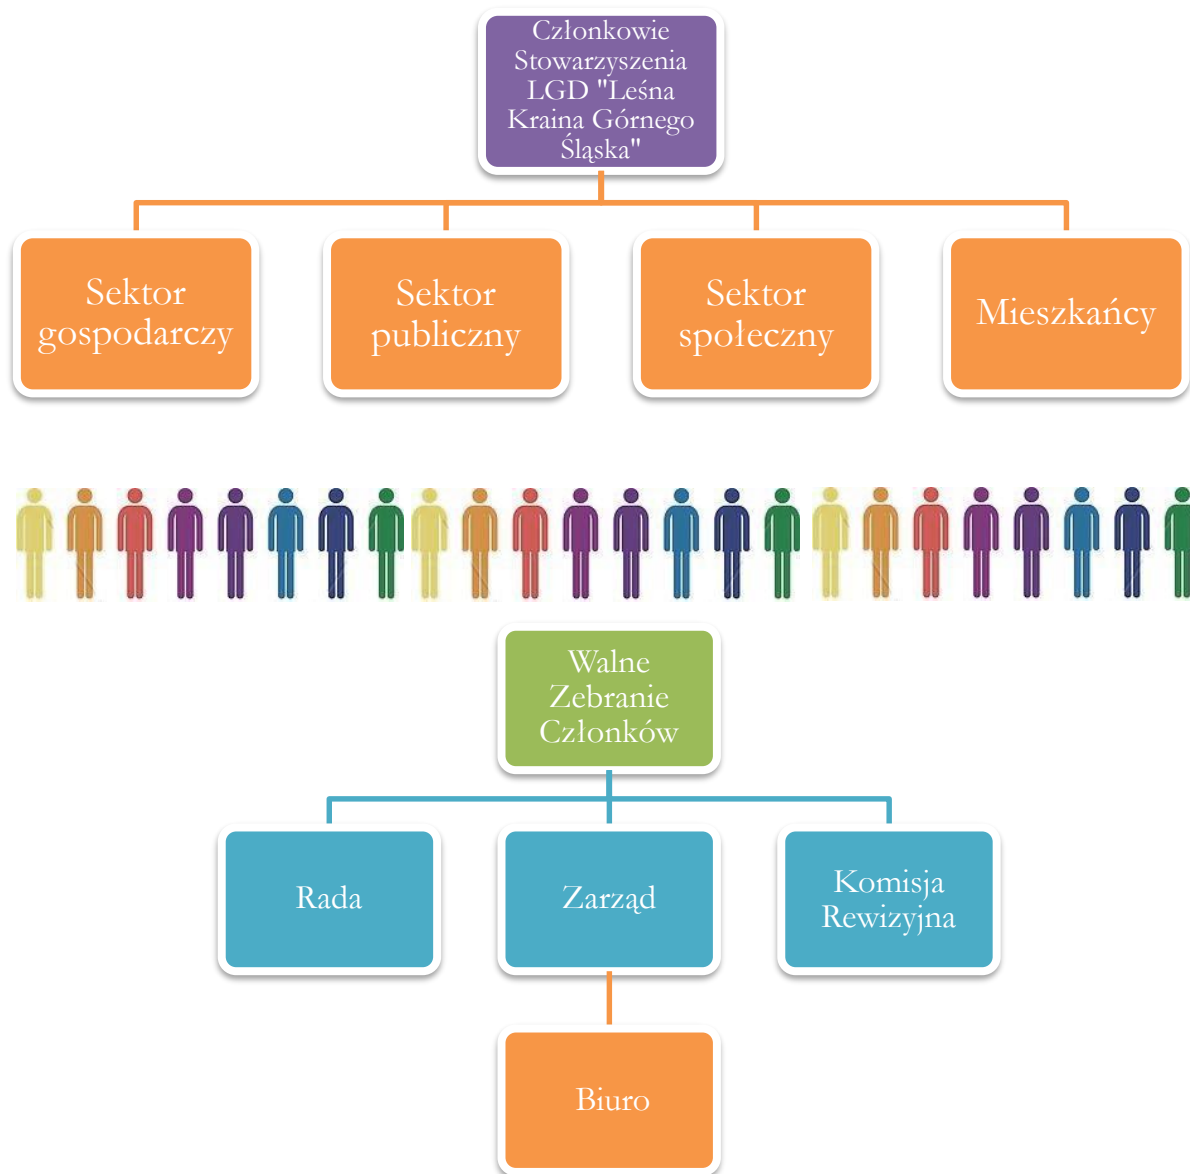 Członkowie
Stowarzyszenia
LGD "Leśna
Kraina Górnego
Śląska"
Sektor
gospodarczy
Sektor
publiczny
Sektor
społeczny
Mieszkańcy
Walne
Zebranie
Członków
Rada
Zarząd
Komisja
Rewizyjna
Biuro